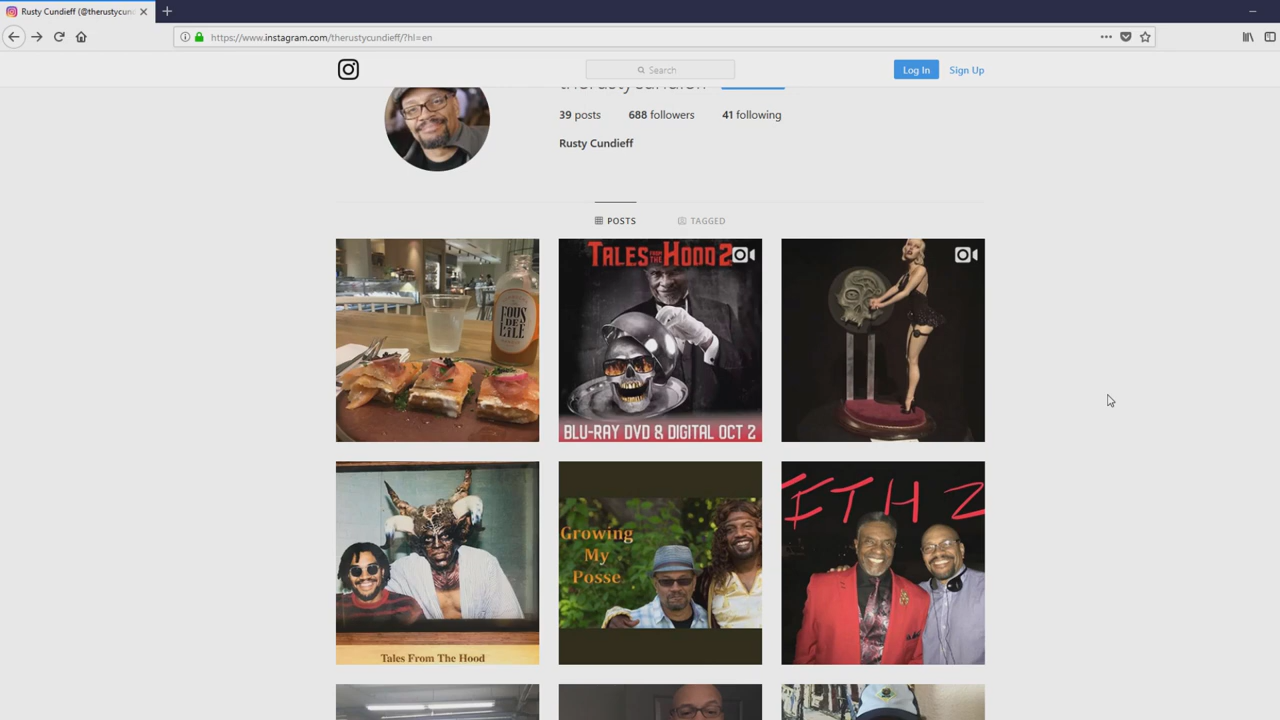 Rusty Cundieff (@therustycun
https://www.instagram.com/therustycundieff/?hl=en
Search
Log In
Sign Up
39 posts
688 followers
41 following
Rusty Cundieff
POSTS
TAGGED
FOUS
DE
L'ILE
TALES FROM THE HOOD 2
BLU-RAY DVD & DIGITAL OCT 2
Growing
My
Posse
FTH 2
Tales From The Hood